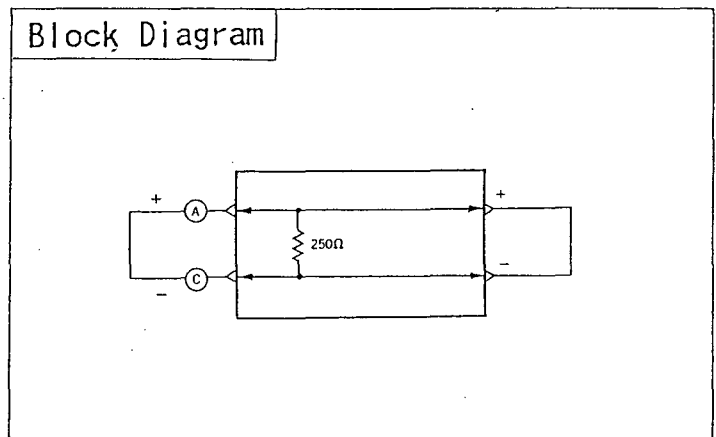 Block Diagram
+
A
+
250Ω
C
−
−